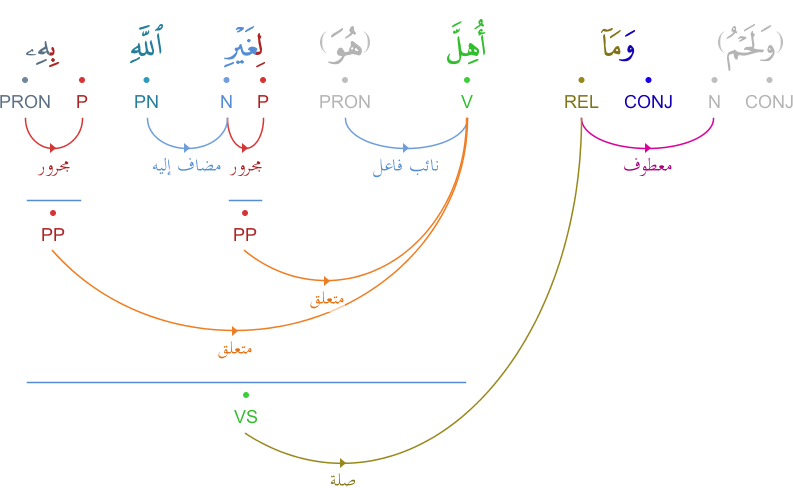 (وَلَحْمُ) وَمَآ أُهِلَّ (هُوَ) لِغَيْرِ ٱللَّهِ بِهِۦ
CONJ N CONJ REL V PRON P N PN P PRON
معطوف نائب فاعل مجرور مضاف إليه مجرور
PP PP
متعلق
متعلق
VS
صلة